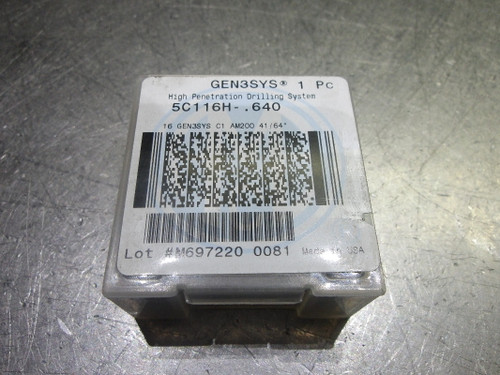 GEN3SYS® 1 Pc
High Penetration Drilling System
5C116H-.640
16 GEN3SYS C1 AM200 41/64"
Lot #M697220 0081 Made in USA